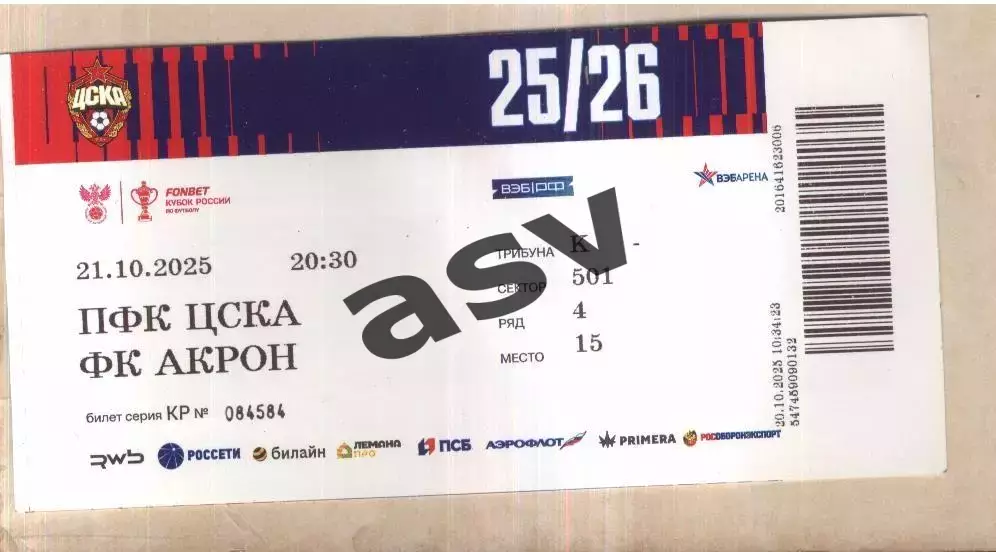 ЦСКА
25/26
FONBET
КУБОК РОССИИ
ПО ФУТБОЛУ
ВЭБ|РФ
ВЭБАРЕНА
21.10.2025 20:30
ПФК ЦСКА
ФК АКРОН
ТРИБУНА К -
СЕКТОР 501
РЯД 4
МЕСТО 15
asv
билет серия КР № 084584
20.10.2025 10:34:23
547459090132
201641623006
RWB
РОССЕТИ
билайн
ЛЕМАНА ПРО
ПСБ
АЭРОФЛОТ
PRIMERA
РОСОБОРОНЭКСПОРТ